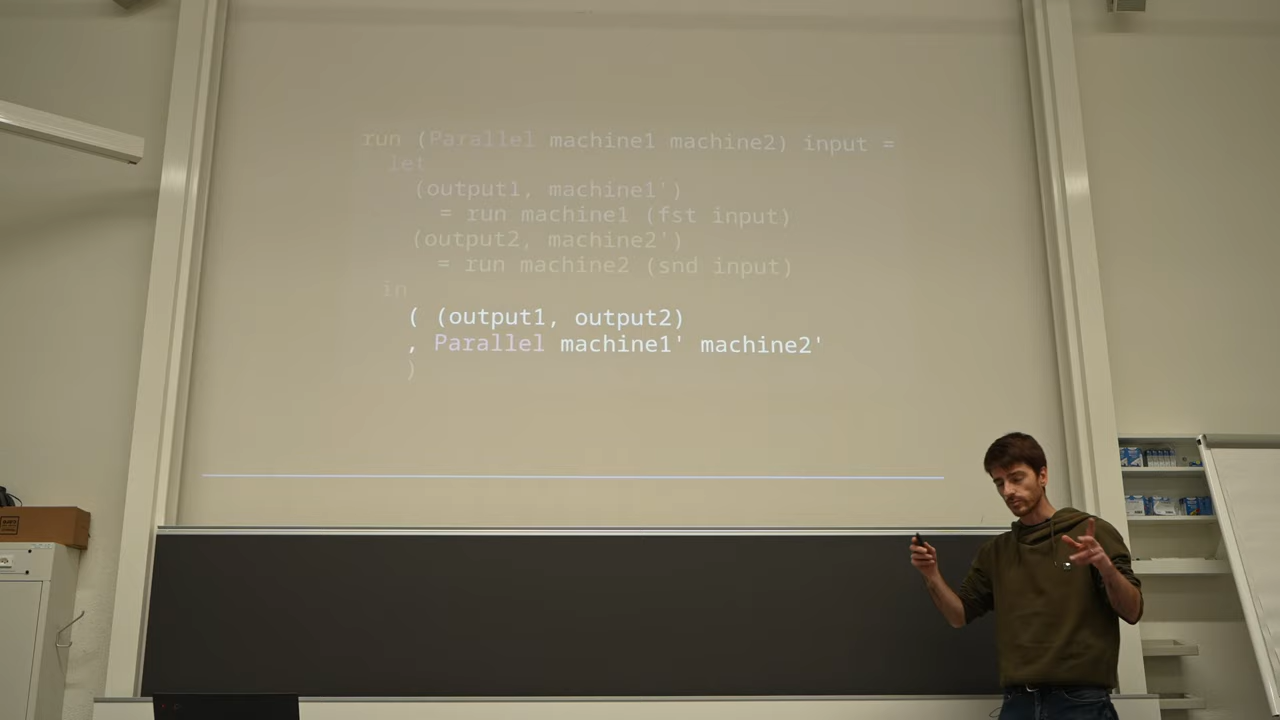 run (Parallel machine1 machine2) input =
let
(output1, machine1')
= run machine1 (fst input)
(output2, machine2')
= run machine2 (snd input)
in
( (output1, output2)
, Parallel machine1' machine2'
)